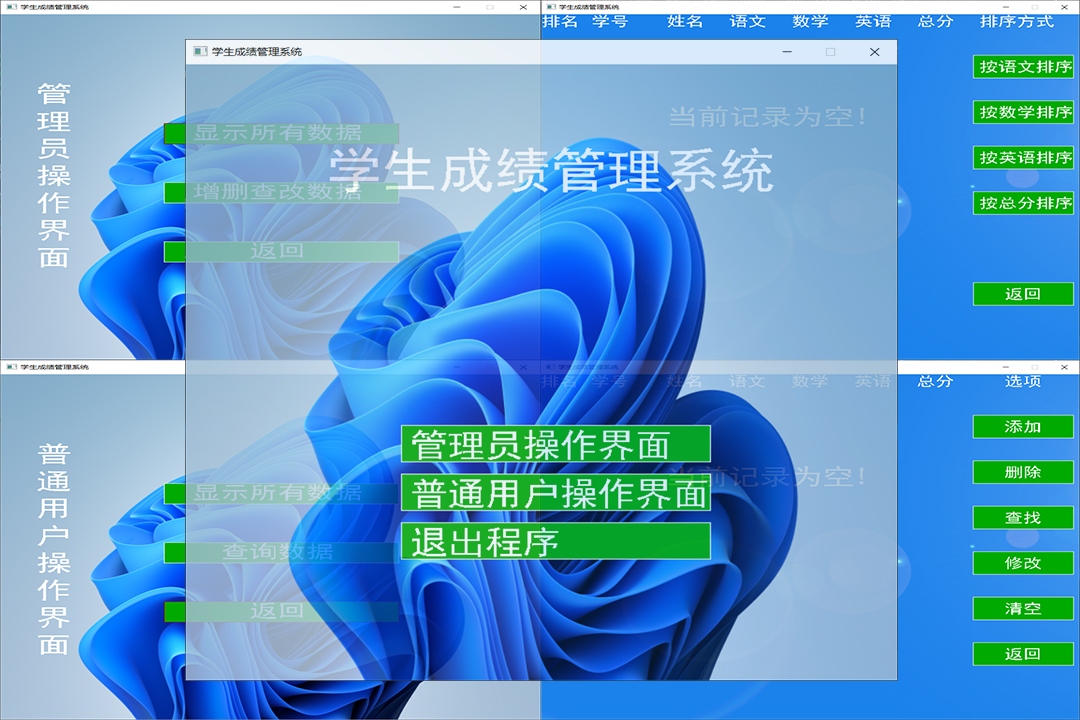 学生成绩管理系统
管理员操作界面
显示所有数据
增删查改数据
返回
学生成绩管理系统
排名 学号 姓名 语文 数学 英语 总分 排序方式
当前记录为空!
按语文排序
按数学排序
按英语排序
按总分排序
返回
学生成绩管理系统
学生成绩管理系统
管理员操作界面
普通用户操作界面
退出程序
学生成绩管理系统
普通用户操作界面
显示所有数据
查询数据
返回
学生成绩管理系统
排名 学号 姓名 语文 数学 英语 总分 选项
当前记录为空!
添加
删除
查找
修改
清空
返回